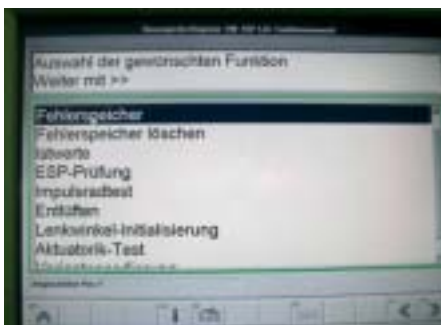 Auswahl der gewünschten Funktion
Weiter mit >>
Fehlerspeicher
Fehlerspeicher löschen
Istwerte
ESP-Prüfung
Impulsradtest
Entlüften
Lenkwinkel-Initialisierung
Aktuatorik-Test